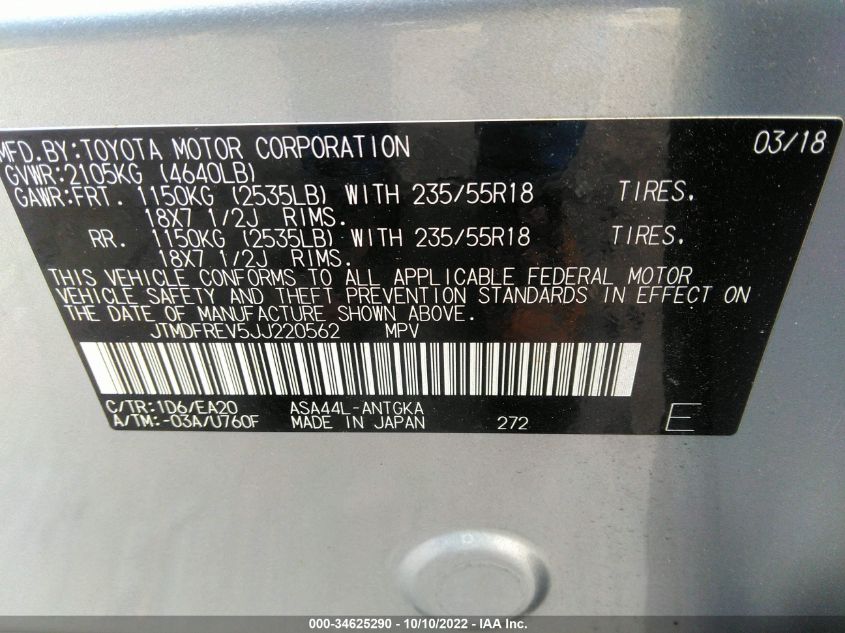 MFD.BY:TOYOTA MOTOR CORPORATION 03/18
GVWR:2105KG (4640LB)
GAWR:FRT. 1150KG (2535LB) WITH 235/55R18 TIRES.
18X7 1/2J RIMS.
RR. 1150KG (2535LB) WITH 235/55R18 TIRES.
18X7 1/2J RIMS.
THIS VEHICLE CONFORMS TO ALL APPLICABLE FEDERAL MOTOR
VEHICLE SAFETY AND THEFT PREVENTION STANDARDS IN EFFECT ON
THE DATE OF MANUFACTURE SHOWN ABOVE.
JTMDFREV5JJ220562 MPV
C/TR:1D6/EA20 ASA44L-ANTGKA
A/TM:-03A/U760F MADE IN JAPAN 272 E
000-34625290 - 10/10/2022 - IAA Inc.